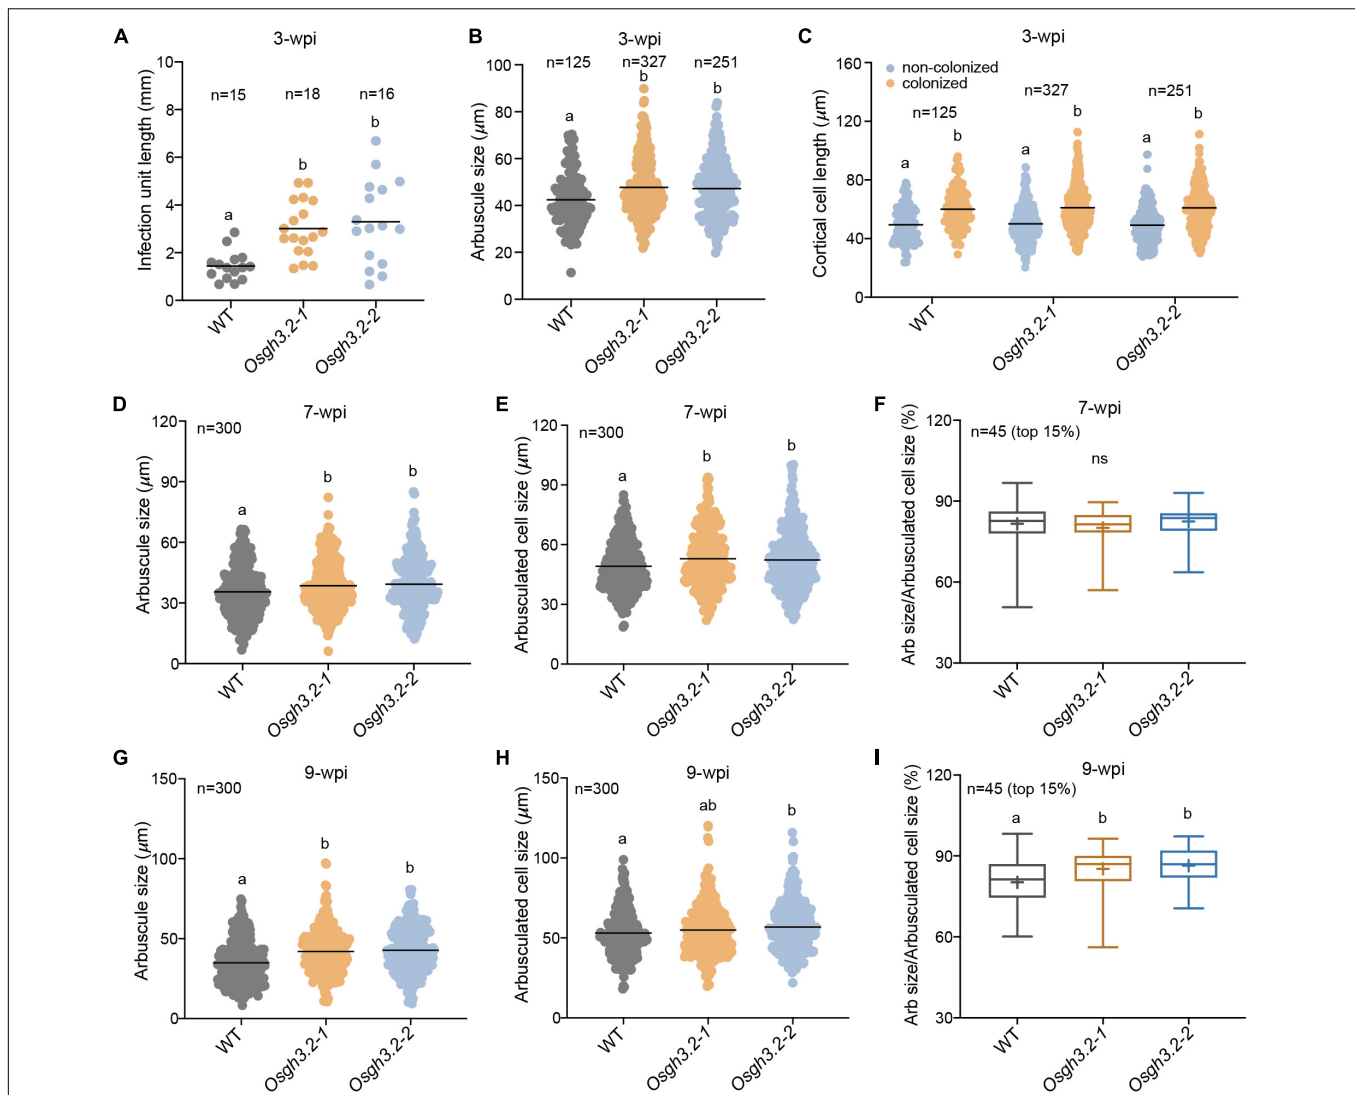 A
3-wpi
Infection unit length (mm)
10
8
6
4
2
0
n=15
n=18
n=16
a
b
b
WT
Osgh3.2-1
Osgh3.2-2
B
3-wpi
Arbuscule size (μm)
100
80
60
40
20
0
n=125
n=327
n=251
a
b
b
WT
Osgh3.2-1
Osgh3.2-2
C
3-wpi
Cortical cell length (μm)
160
120
80
40
0
non-colonized
colonized
n=125
n=327
n=251
a
b
a
b
a
b
WT
Osgh3.2-1
Osgh3.2-2
D
7-wpi
Arbuscule size (μm)
120
90
60
30
0
n=300
a
b
b
WT
Osgh3.2-1
Osgh3.2-2
E
7-wpi
Arbusculated cell size (μm)
120
90
60
30
0
n=300
a
b
b
WT
Osgh3.2-1
Osgh3.2-2
F
7-wpi
Arb size/Arbusculated cell size (%)
120
90
60
30
n=45 (top 15%)
ns
WT
Osgh3.2-1
Osgh3.2-2
G
9-wpi
Arbuscule size (μm)
150
100
50
0
n=300
a
b
b
WT
Osgh3.2-1
Osgh3.2-2
H
9-wpi
Arbusculated cell size (μm)
150
100
50
0
n=300
a
ab
b
WT
Osgh3.2-1
Osgh3.2-2
I
9-wpi
Arb size/Arbusculated cell size (%)
120
90
60
30
n=45 (top 15%)
a
b
b
WT
Osgh3.2-1
Osgh3.2-2